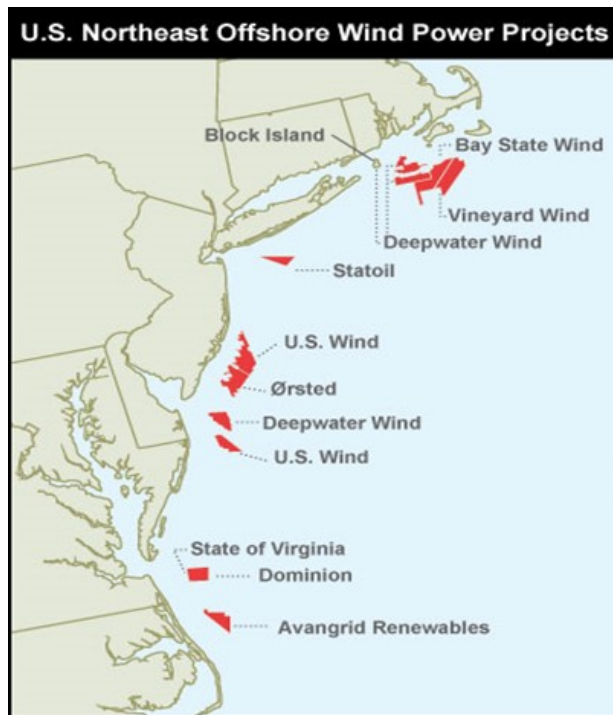 U.S. Northeast Offshore Wind Power Projects
Block Island
Bay State Wind
Vineyard Wind
Deepwater Wind
Statoil
U.S. Wind
Ørsted
Deepwater Wind
U.S. Wind
State of Virginia
Dominion
Avangrid Renewables